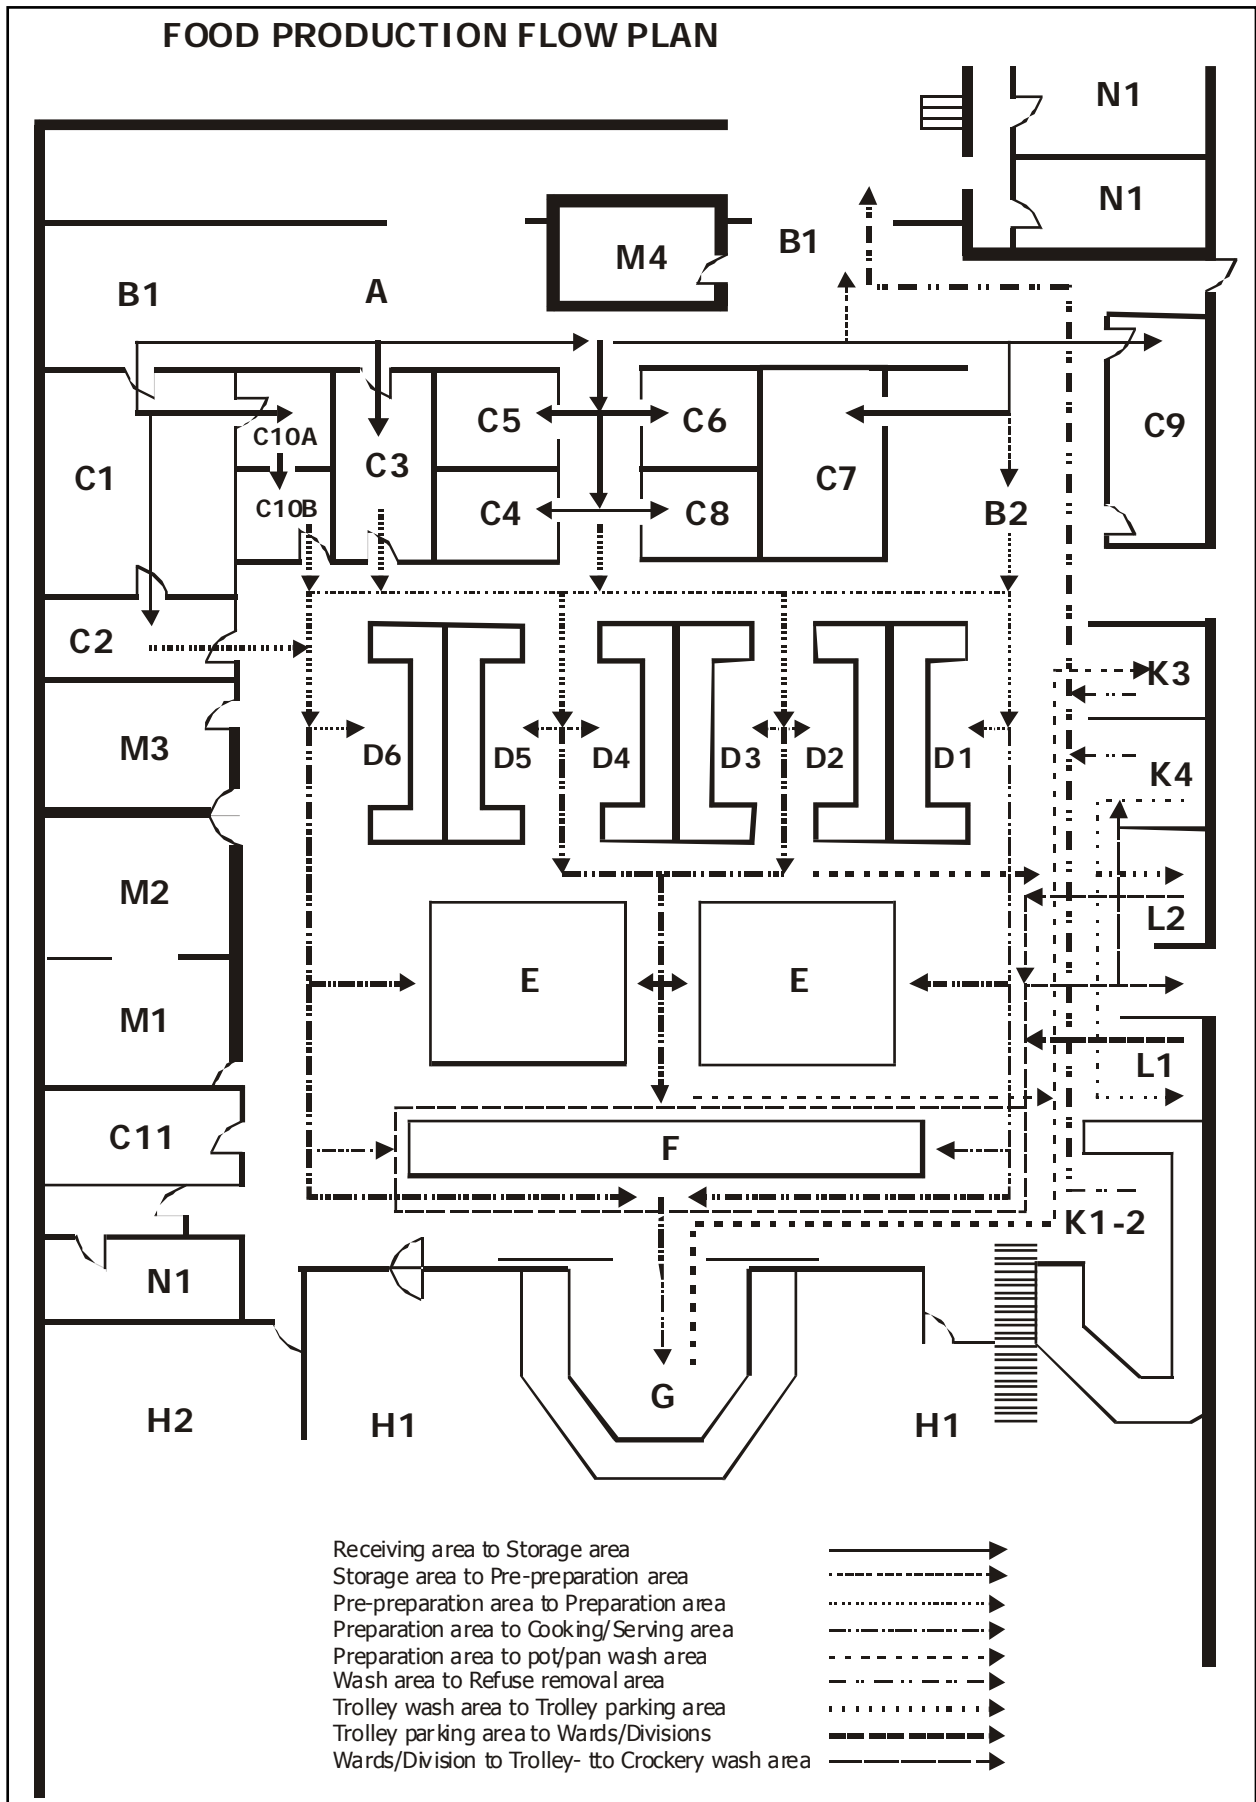 FOOD PRODUCTION FLOW PLAN
N1
N1
M4
B1
B1
A
C5
C6
C9
C10A
C3
C1
C7
C10B
C4
C8
B2
C2
K3
M3
D6
D5
D4
D3
D2
D1
K4
M2
L2
E
E
M1
L1
C11
F
K1-2
N1
G
H2
H1
H1
Receiving area to Storage area
Storage area to Pre-preparation area
Pre-preparation area to Preparation area
Preparation area to Cooking/Serving area
Preparation area to pot/pan wash area
Wash area to Refuse removal area
Trolley wash area to Trolley parking area
Trolley parking area to Wards/Divisions
Wards/Division to Trolley- tto Crockery wash area